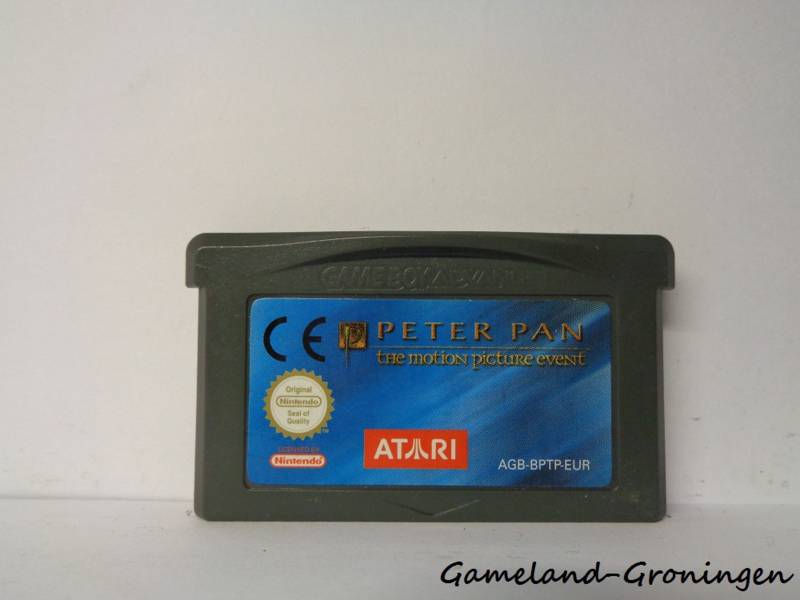 GAME BOY ADVANCE
CE
PETER PAN
the motion picture event
Original
Nintendo
Seal of
Quality
TM
LICENSED BY
Nintendo
ATARI
AGB-BPTP-EUR
Gameland-Groningen